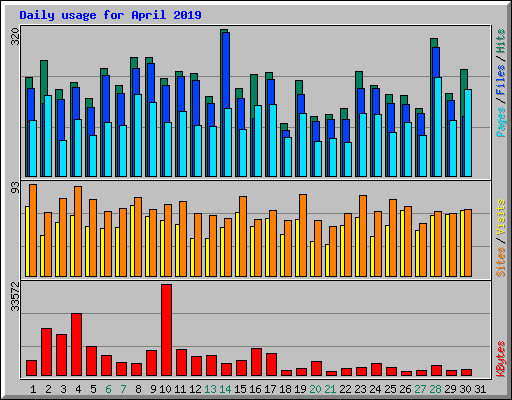 Daily usage for April 2019
320
Pages/Files/Hits
93
Sites/Visits
33572
KBytes
1 2 3 4 5 6 7 8 9 10 11 12 13 14 15 16 17 18 19 20 21 22 23 24 25 26 27 28 29 30 31